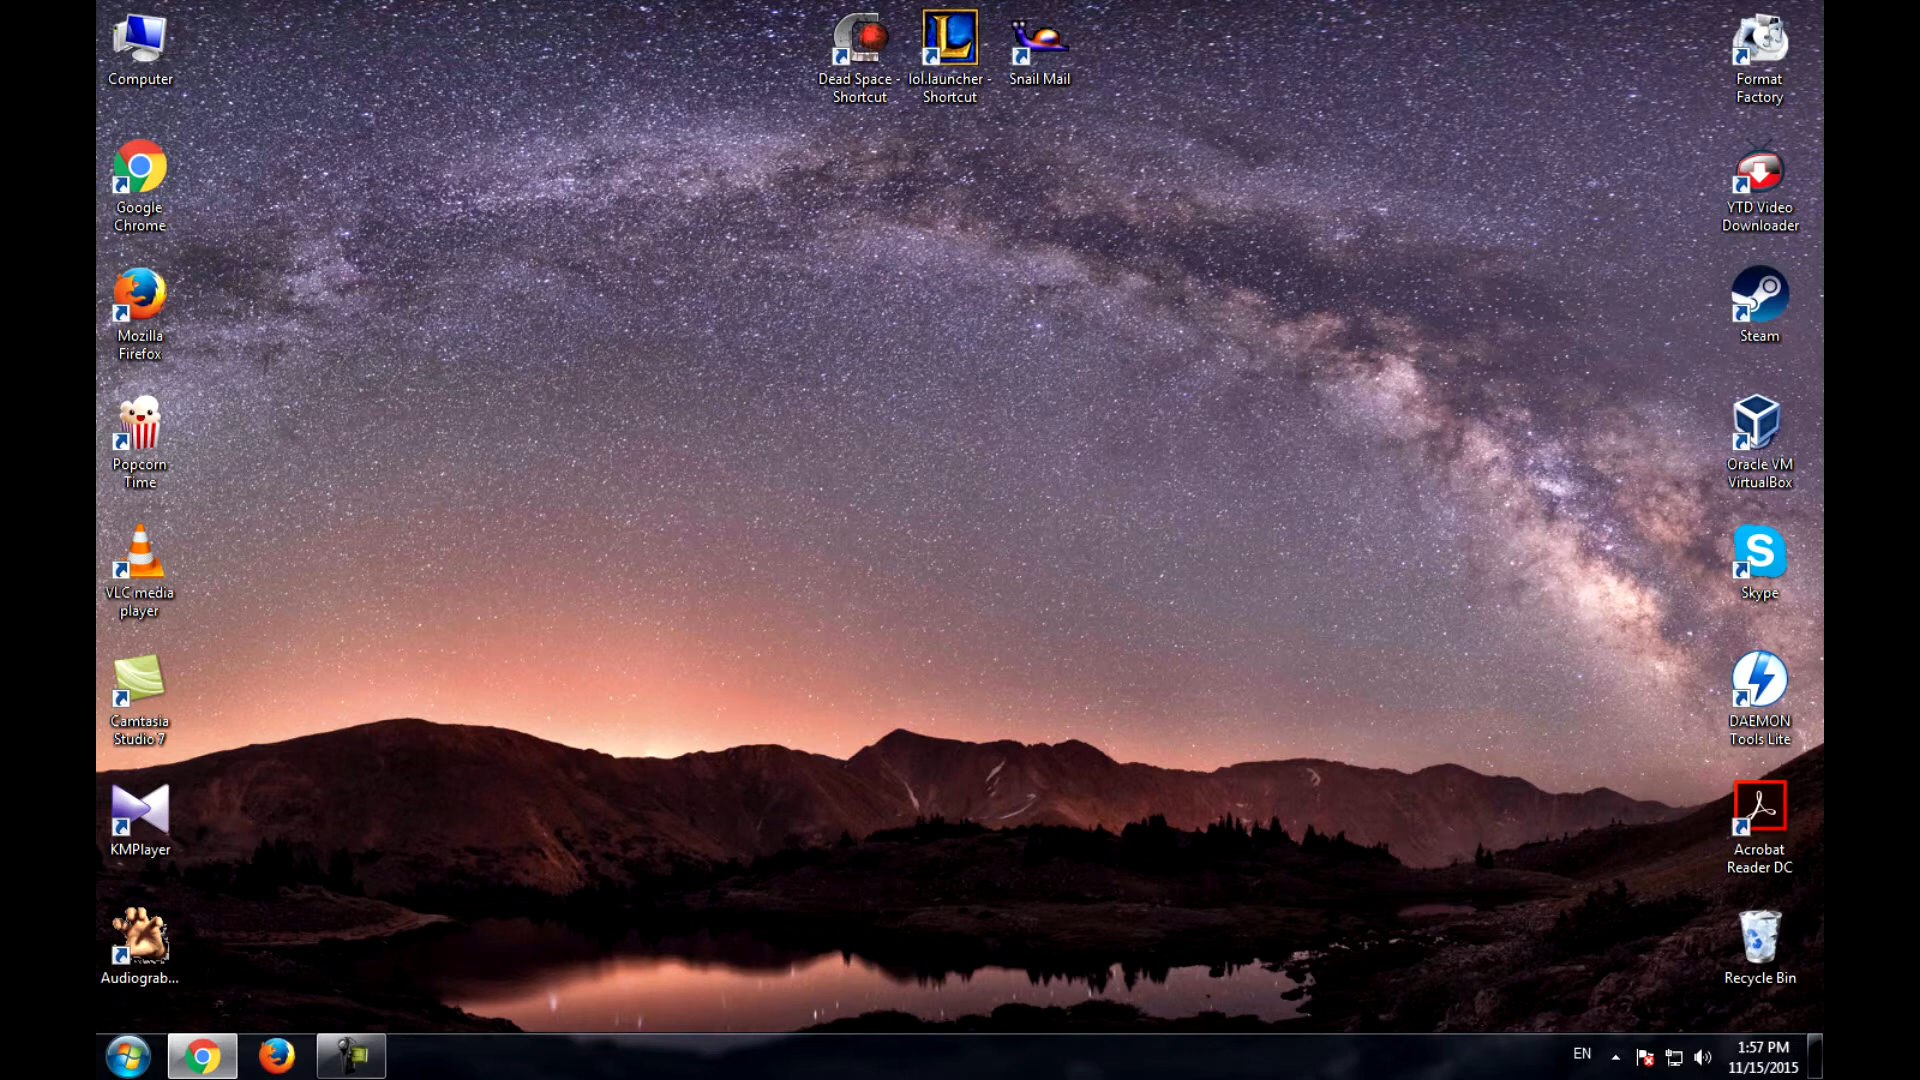 Computer
Google
Chrome
Mozilla
Firefox
Popcorn
Time
VLC media
player
Camtasia
Studio 7
KMPlayer
Audiograb...
Dead Space -
Shortcut
lol.launcher -
Shortcut
Snail Mail
Format
Factory
YTD Video
Downloader
Steam
Oracle VM
VirtualBox
Skype
DAEMON
Tools Lite
Acrobat
Reader DC
Recycle Bin
EN
1:57 PM
11/15/2015